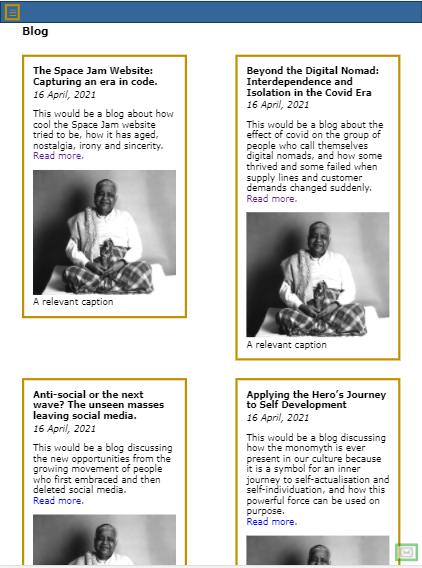 Blog
The Space Jam Website:
Capturing an era in code.
16 April, 2021
This would be a blog about how
cool the Space Jam website
tried to be, how it has aged,
nostalgia, irony and sincerity.
Read more.
A relevant caption
Beyond the Digital Nomad:
Interdependence and
Isolation in the Covid Era
16 April, 2021
This would be a blog about the
effect of covid on the group of
people who call themselves
digital nomads, and how some
thrived and some failed when
supply lines and customer
demands changed suddenly.
Read more.
A relevant caption
Anti-social or the next
wave? The unseen masses
leaving social media.
16 April, 2021
This would be a blog discussing
the new opportunities from the
growing movement of people
who first embraced and then
deleted social media.
Read more.
Applying the Hero’s Journey
to Self Development
16 April, 2021
This would be a blog discussing
how the monomyth is ever
present in our culture because
it is a symbol for an inner
journey to self-actualisation and
self-individuation, and how this
powerful force can be used on
purpose.
Read more.